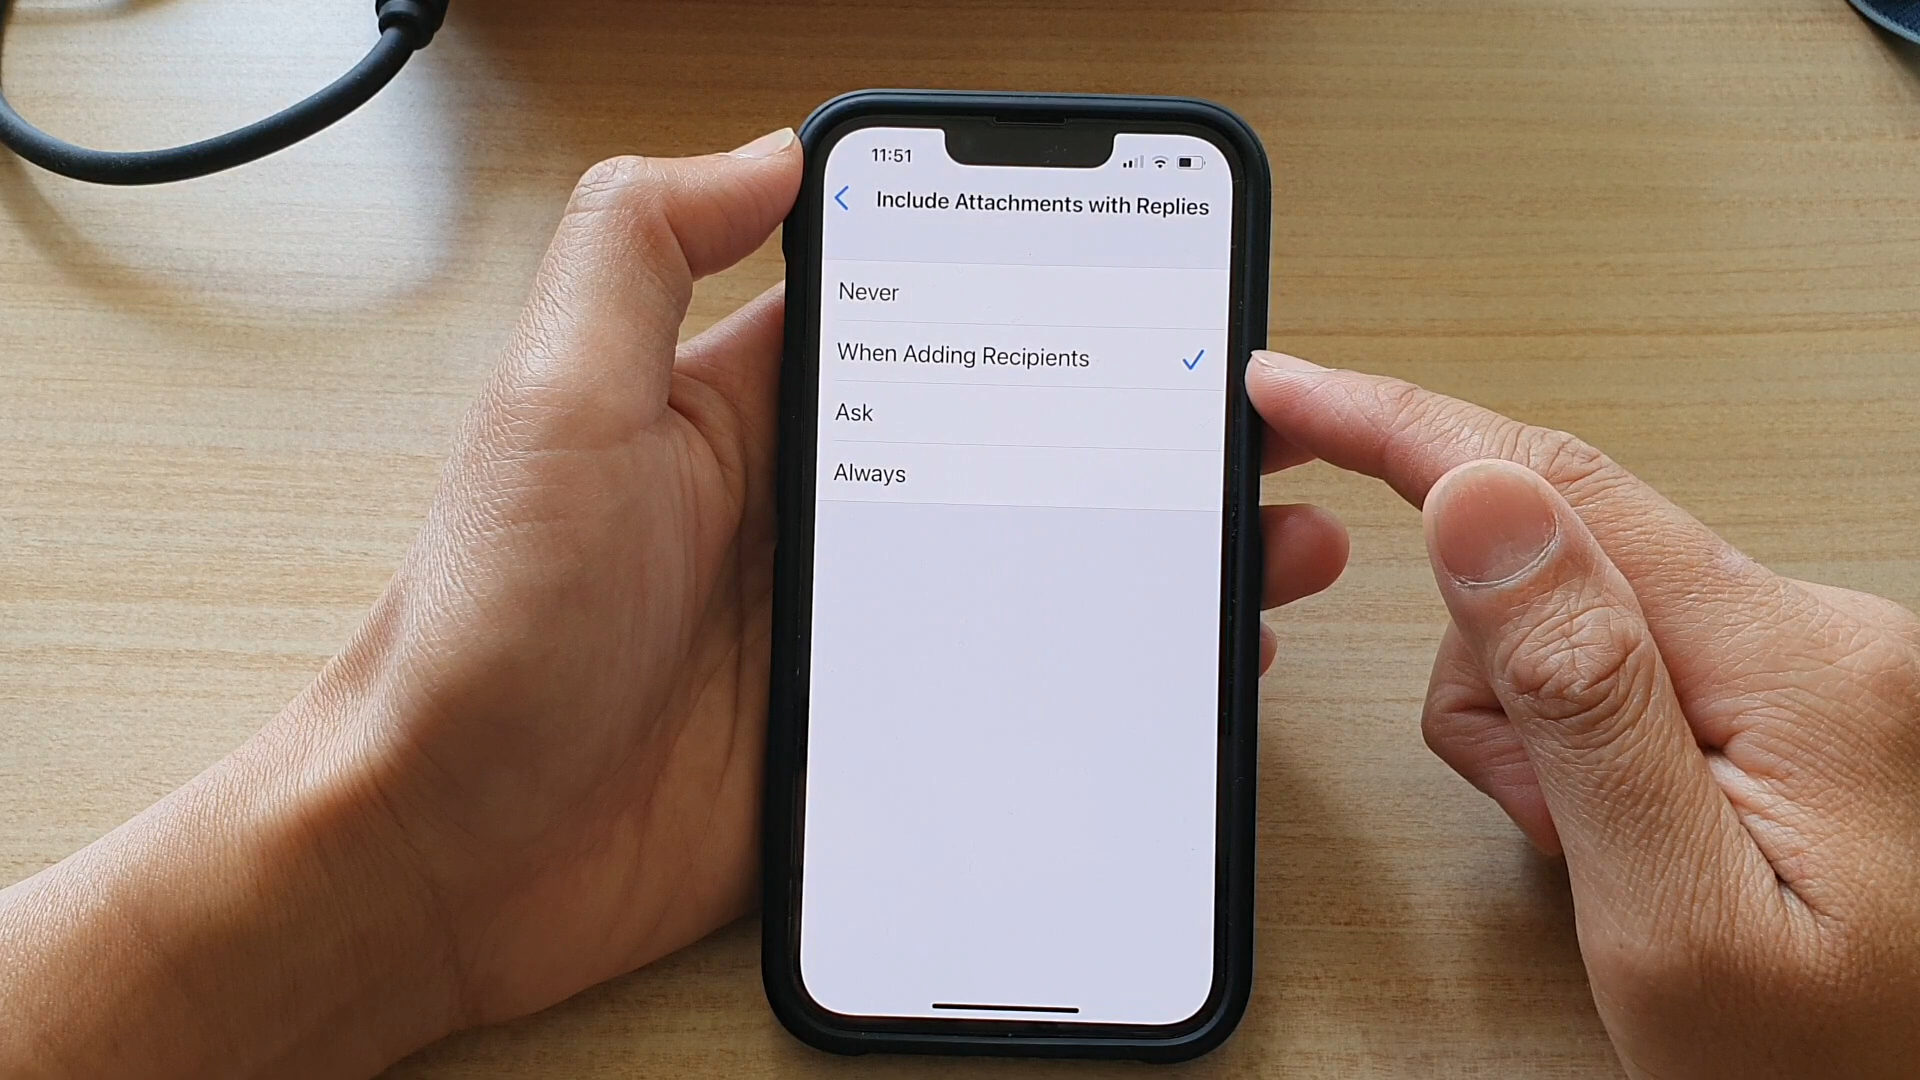 11:51
Include Attachments with Replies
Never
When Adding Recipients
Ask
Always